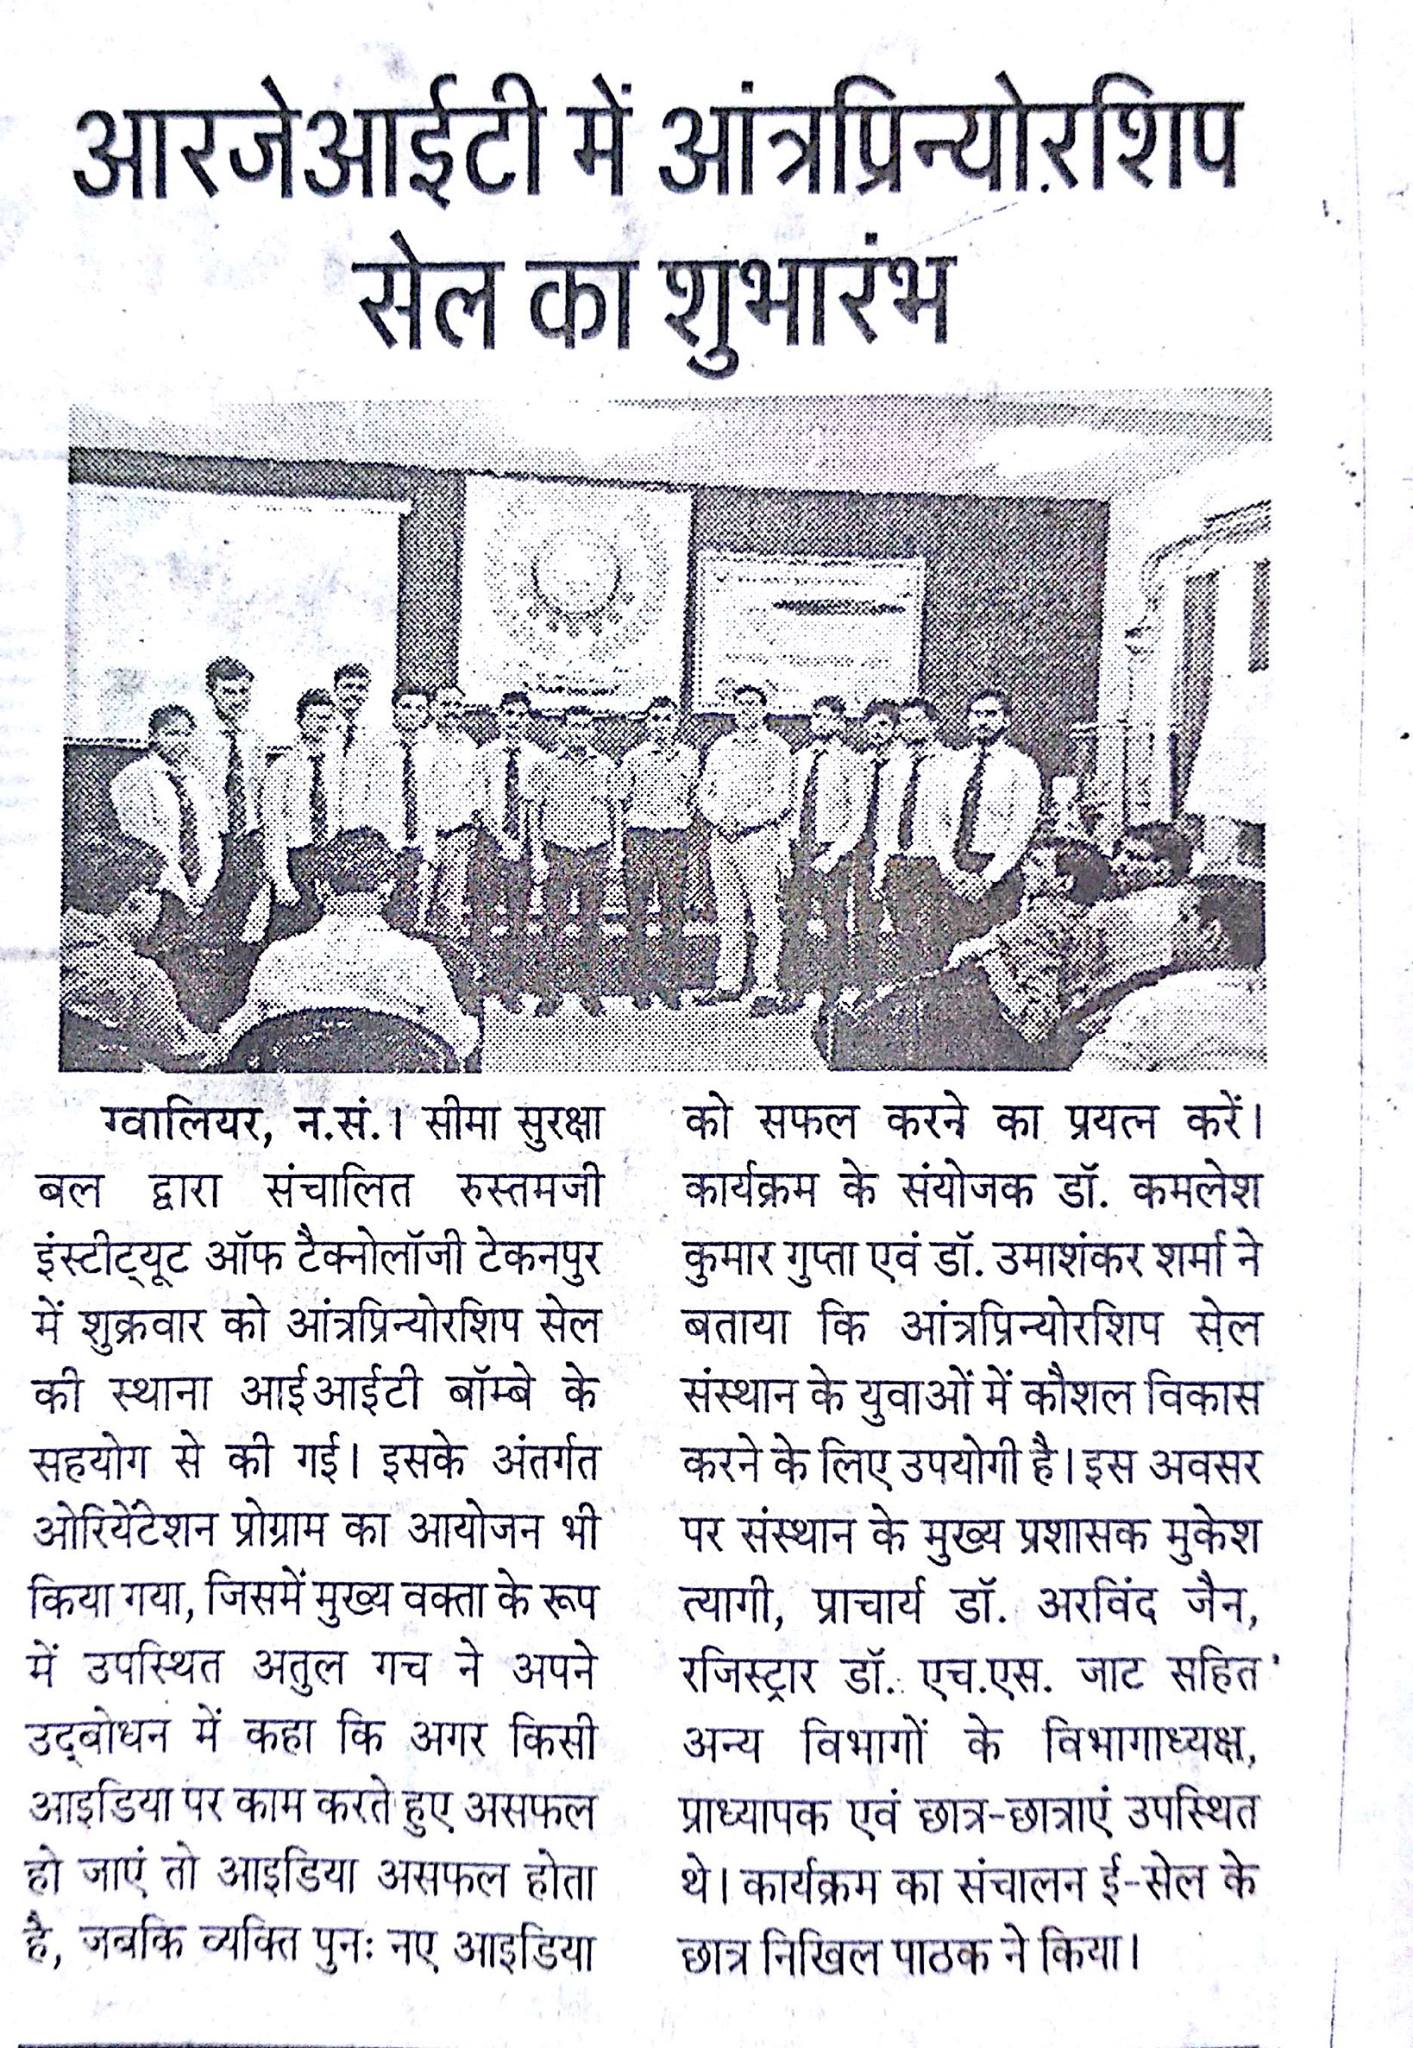 आरजेआईटी में आंत्रप्रिन्योरशिप
सेल का शुभारंभ
ग्वालियर, न.सं.। सीमा सुरक्षा
बल द्वारा संचालित रुस्तमजी
इंस्टीट्यूट ऑफ टैक्नोलॉजी टेकनपुर
में शुक्रवार को आंत्रप्रिन्योरशिप सेल
की स्थाना आईआईटी बॉम्बे के
सहयोग से की गई। इसके अंतर्गत
ओरियेंटेशन प्रोग्राम का आयोजन भी
किया गया, जिसमें मुख्य वक्ता के रूप
में उपस्थित अतुल गच ने अपने
उद्बोधन में कहा कि अगर किसी
आइडिया पर काम करते हुए असफल
हो जाएं तो आइडिया असफल होता
है, जबकि व्यक्ति पुनः नए आइडिया
को सफल करने का प्रयत्न करें।
कार्यक्रम के संयोजक डॉ. कमलेश
कुमार गुप्ता एवं डॉ. उमाशंकर शर्मा ने
बताया कि आंत्रप्रिन्योरशिप सेल
संस्थान के युवाओं में कौशल विकास
करने के लिए उपयोगी है। इस अवसर
पर संस्थान के मुख्य प्रशासक मुकेश
त्यागी, प्राचार्य डॉ. अरविंद जैन,
रजिस्ट्रार डॉ. एच.एस. जाट सहित
अन्य विभागों के विभागाध्यक्ष,
प्राध्यापक एवं छात्र-छात्राएं उपस्थित
थे। कार्यक्रम का संचालन ई-सेल के
छात्र निखिल पाठक ने किया।